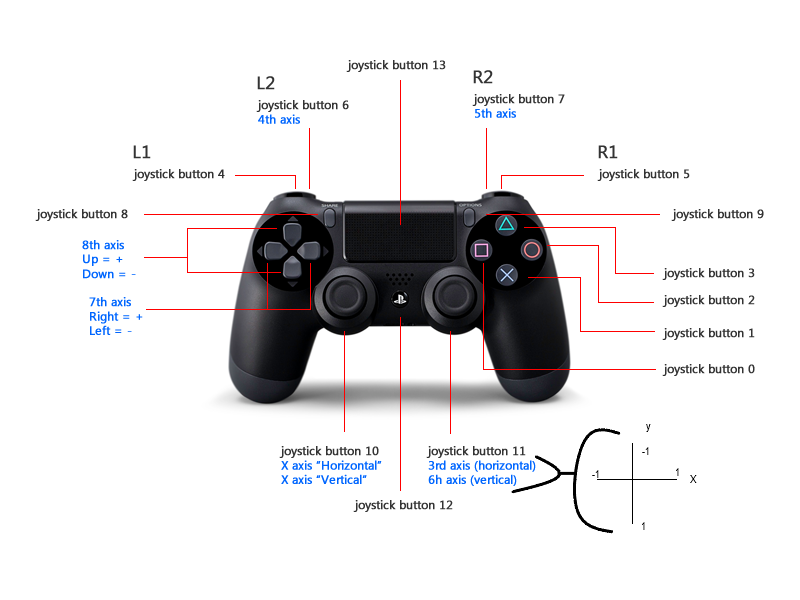 joystick button 13
L2
joystick button 6
4th axis
R2
joystick button 7
5th axis
L1
joystick button 4
R1
joystick button 5
SHARE
OPTIONS
joystick button 8
joystick button 9
8th axis
Up = +
Down = -
joystick button 3
7th axis
Right = +
Left = -
joystick button 2
joystick button 1
joystick button 0
joystick button 10
X axis “Horizontal”
X axis “Vertical”
joystick button 11
3rd axis (horizontal)
6h axis (vertical)
joystick button 12
y
-1
-1
1
X
1